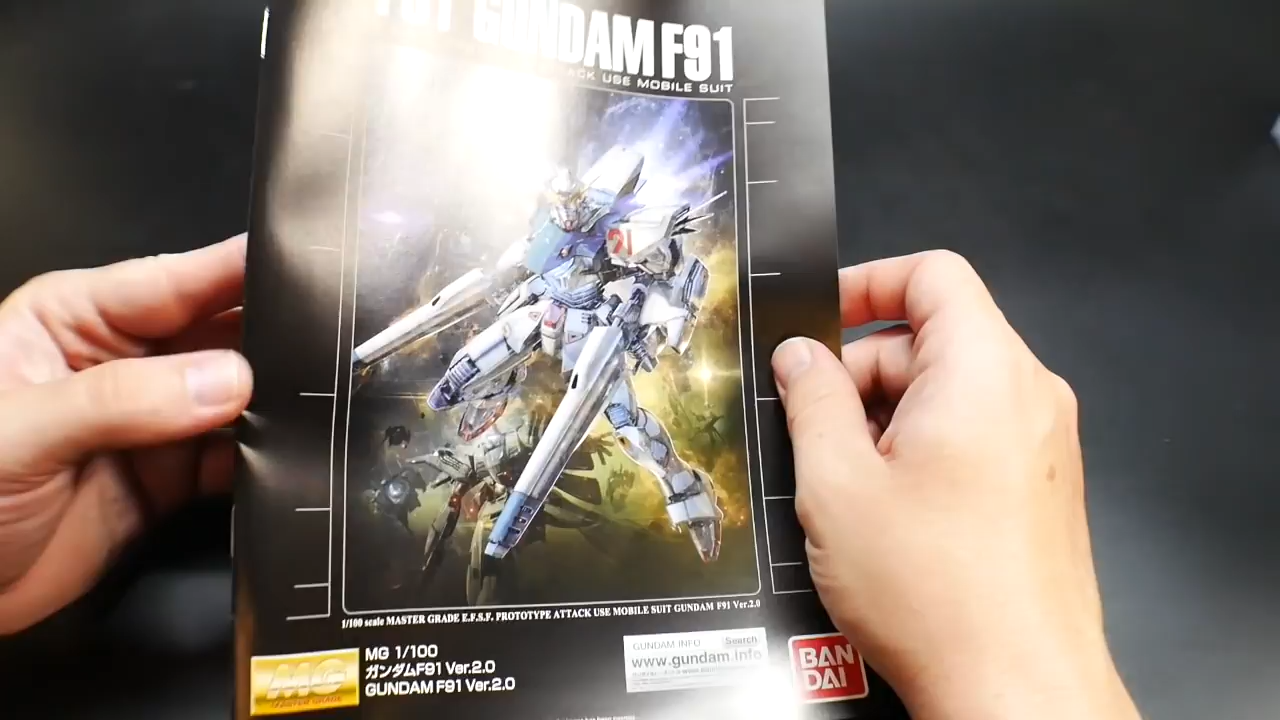 F91 GUNDAM F91
ACK USE MOBILE SUIT
21
1/100 scale MASTER GRADE E.F.S.F. PROTOTYPE ATTACK USE MOBILE SUIT GUNDAM F91 Ver.2.0
MG
MG 1/100
ガンダムF91 Ver.2.0
GUNDAM F91 Ver.2.0
GUNDAM INFO Search
www.gundam.info
BAN
DAI